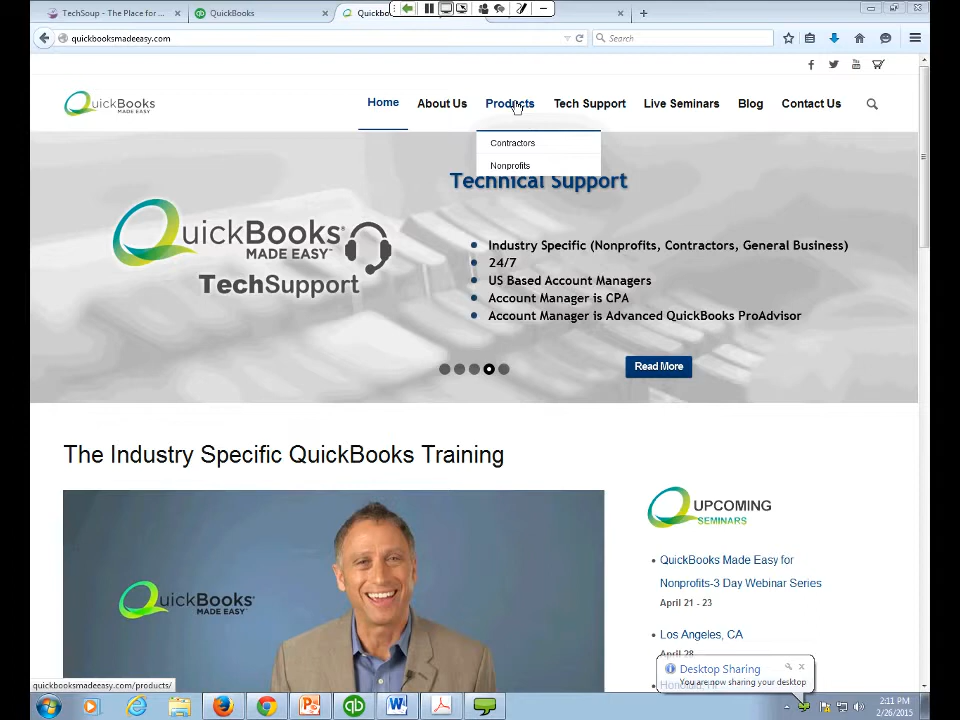 TechSoup - The Place for ...
QuickBooks
quickbooksmadeeasy.com
Search
QuickBooks
MADE EASY
Home
About Us
Products
Tech Support
Live Seminars
Blog
Contact Us
Contractors
Nonprofits
Technical Support
QuickBooks
MADE EASY™
TechSupport
Industry Specific (Nonprofits, Contractors, General Business)
24/7
US Based Account Managers
Account Manager is CPA
Account Manager is Advanced QuickBooks ProAdvisor
Read More
The Industry Specific QuickBooks Training
QuickBooks
MADE EASY™
UPCOMING
SEMINARS
QuickBooks Made Easy for
Nonprofits-3 Day Webinar Series
April 21 - 23
Los Angeles, CA
April 28
Desktop Sharing
You are now sharing your desktop
quickbooksmadeeasy.com/products/
2:11 PM
2/26/2015